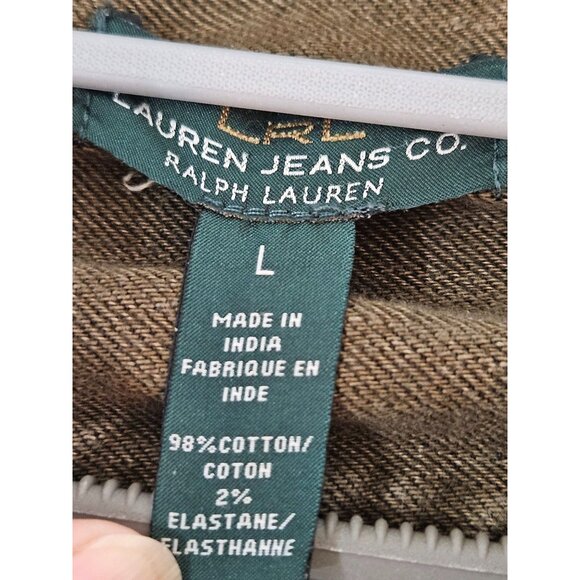 LRL
LAUREN JEANS CO.
RALPH LAUREN
L
MADE IN
INDIA
FABRIQUE EN
INDE
98%COTTON/
COTON
2%
ELASTANE/
ELASTHANNE